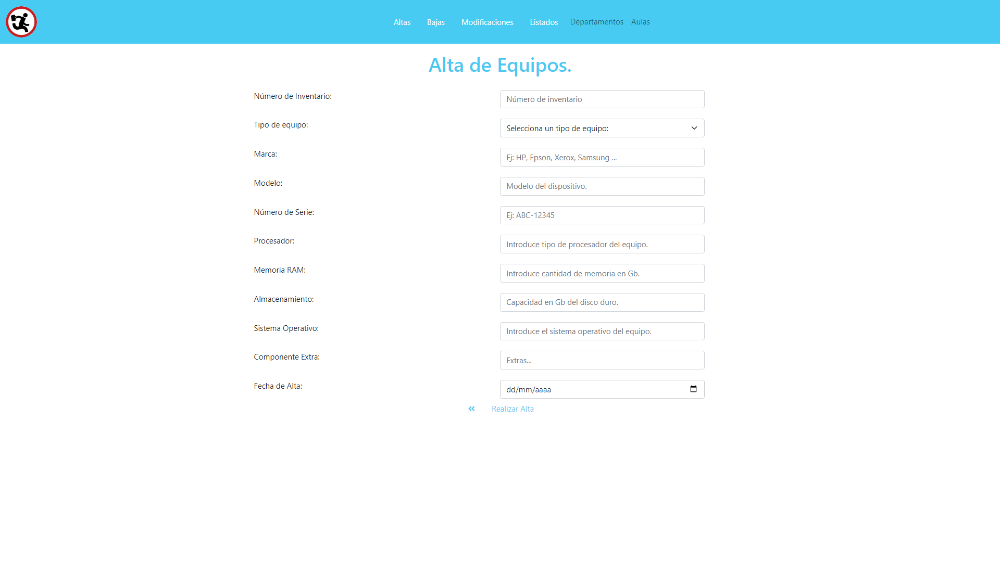 Altas Bajas Modificaciones Listados Departamentos Aulas
Alta de Equipos.
Número de Inventario: Número de inventario
Tipo de equipo: Selecciona un tipo de equipo:
Marca: Ej: HP, Epson, Xerox, Samsung ...
Modelo: Modelo del dispositivo.
Número de Serie: Ej: ABC-12345
Procesador: Introduce tipo de procesador del equipo.
Memoria RAM: Introduce cantidad de memoria en Gb.
Almacenamiento: Capacidad en Gb del disco duro.
Sistema Operativo: Introduce el sistema operativo del equipo.
Componente Extra: Extras...
Fecha de Alta: dd/mm/aaaa
« Realizar Alta